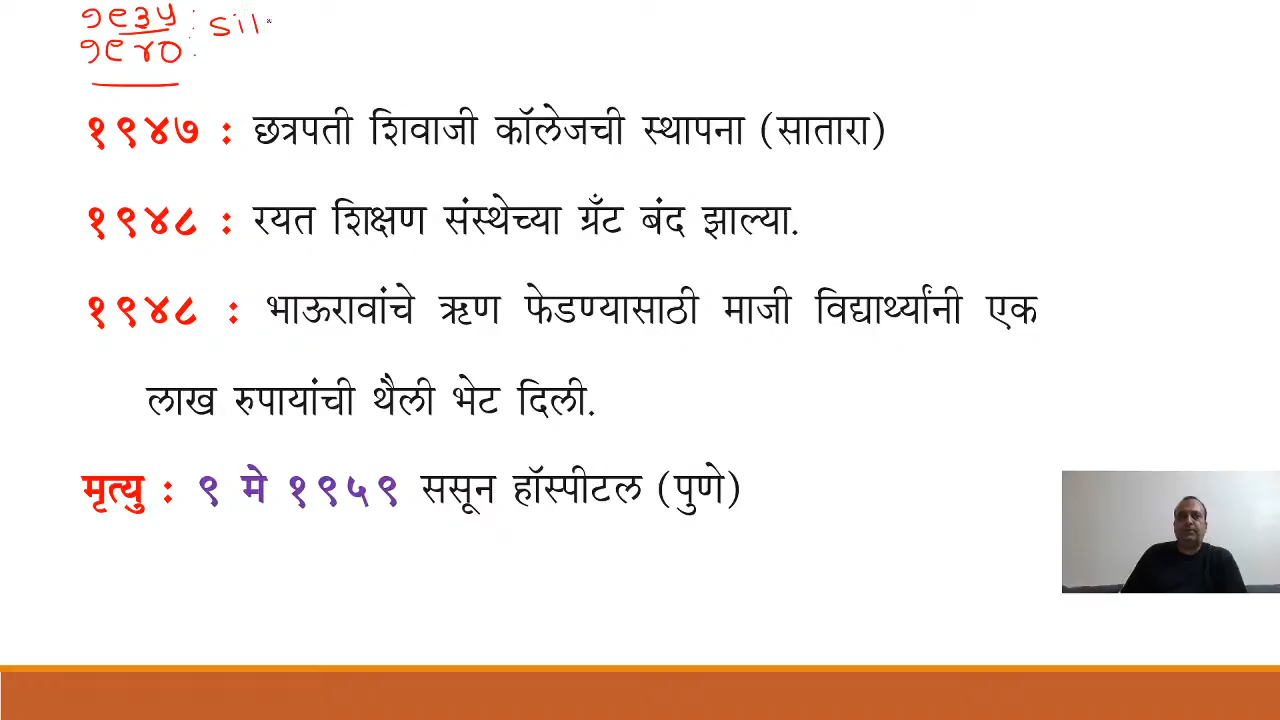 १९३५ : Sil
१९४० :
१९४७ : छत्रपती शिवाजी कॉलेजची स्थापना (सातारा)
१९४८ : रयत शिक्षण संस्थेच्या ग्रँट बंद झाल्या.
१९४८ : भाऊरावांचे ऋण फेडण्यासाठी माजी विद्यार्थ्यांनी एक
लाख रुपायांची थैली भेट दिली.
मृत्यु : ९ मे १९५९ ससून हॉस्पीटल (पुणे)